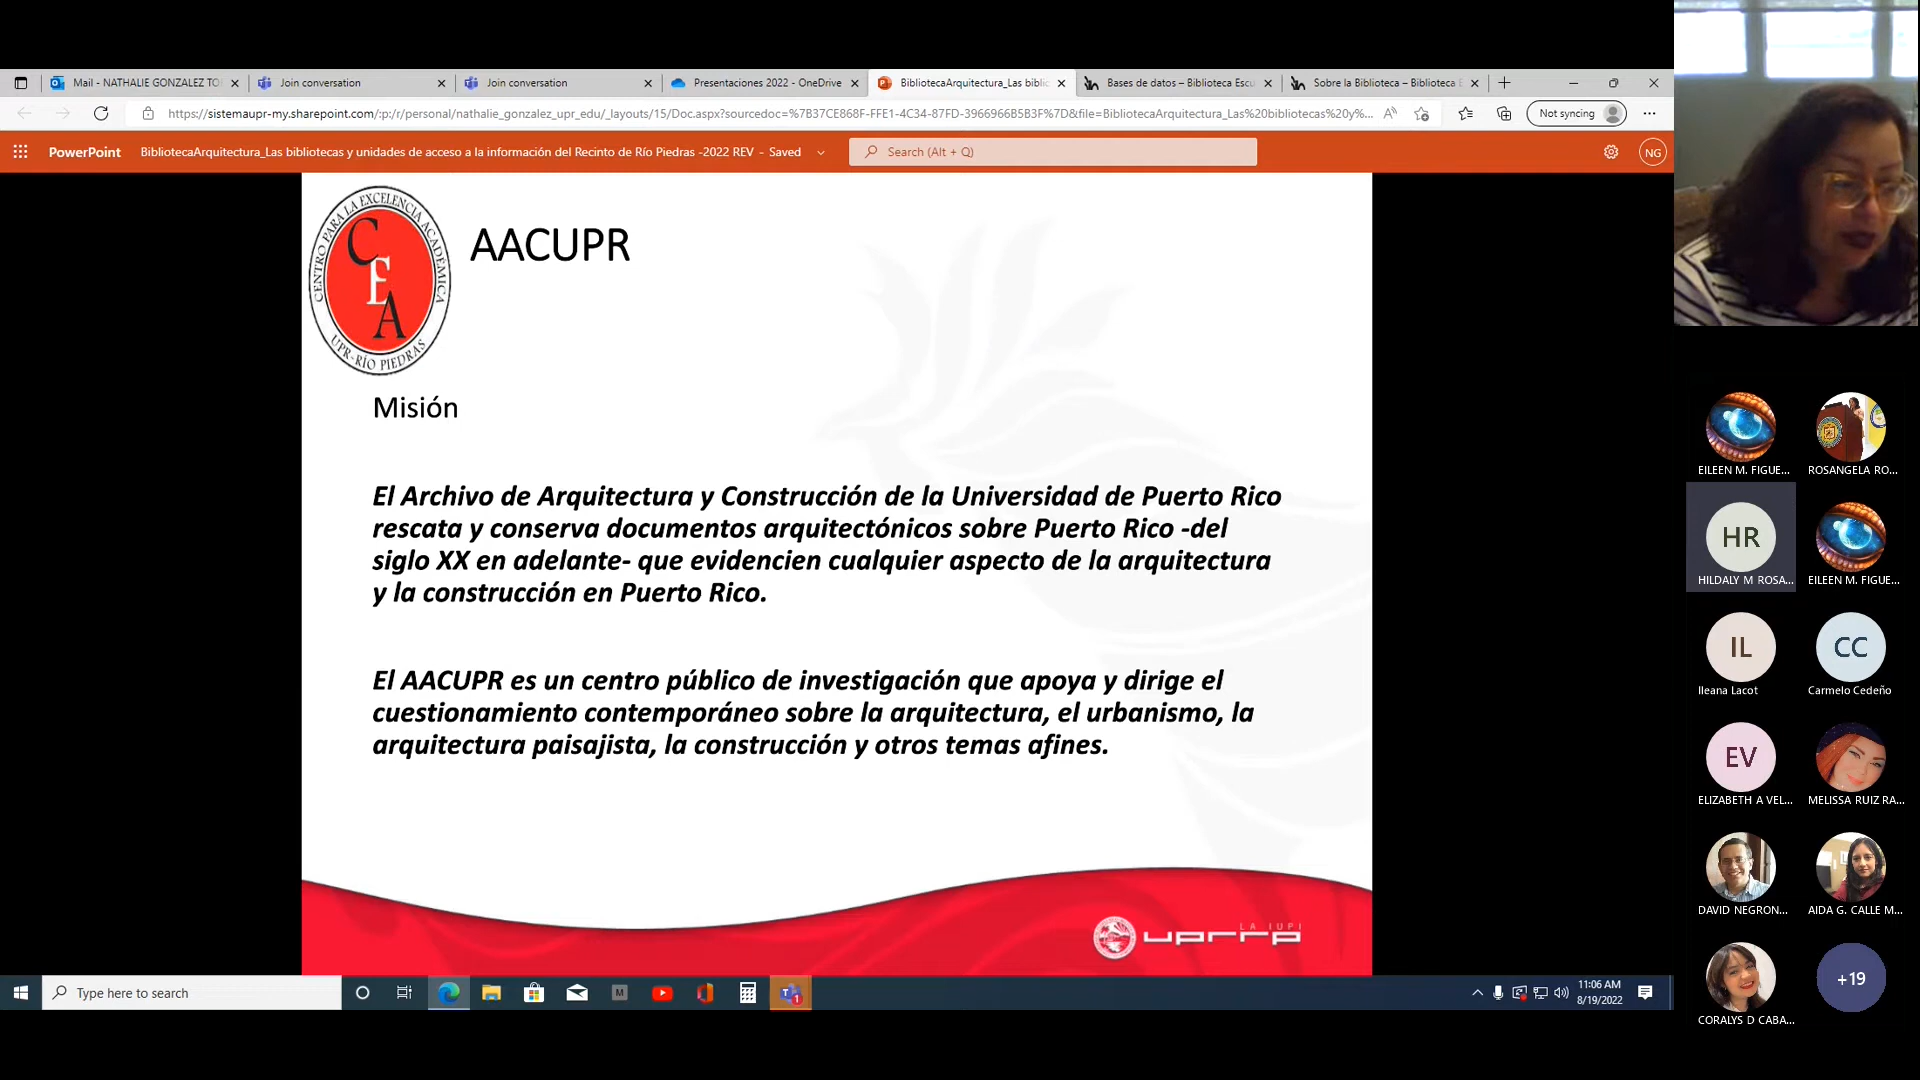 Mail - NATHALIE GONZALEZ TO
Join conversation
Join conversation
Presentaciones 2022 - OneDrive
BibliotecaArquitectura_Las biblio
Bases de datos – Biblioteca Escu
Sobre la Biblioteca – Biblioteca E
https://sistemaupr-my.sharepoint.com/:p:/r/personal/nathalie_gonzalez_upr_edu/_layouts/15/Doc.aspx?sourcedoc=%7B37CE868F-FFE1-4C34-87FD-3966966B5B3F%7D&file=BibliotecaArquitectura_Las%20bibliotecas%20y%...
Not syncing
PowerPoint
BibliotecaArquitectura_Las bibliotecas y unidades de acceso a la información del Recinto de Río Piedras -2022 REV - Saved
Search (Alt + Q)
NG
CENTRO PARA LA EXCELENCIA ACADÉMICA
CEA
UPR-RÍO PIEDRAS
AACUPR
Misión
El Archivo de Arquitectura y Construcción de la Universidad de Puerto Rico
rescata y conserva documentos arquitectónicos sobre Puerto Rico -del
siglo XX en adelante- que evidencien cualquier aspecto de la arquitectura
y la construcción en Puerto Rico.
El AACUPR es un centro público de investigación que apoya y dirige el
cuestionamiento contemporáneo sobre la arquitectura, el urbanismo, la
arquitectura paisajista, la construcción y otros temas afines.
LA IUPI
uprrp
Type here to search
M
1
11:06 AM
8/19/2022
EILEEN M. FIGUE...
ROSANGELA RO...
HR
HILDALY M ROSA...
EILEEN M. FIGUE...
IL
Ileana Lacot
CC
Carmelo Cedeño
EV
ELIZABETH A VEL...
MELISSA RUIZ RA...
DAVID NEGRON...
AIDA G. CALLE M...
CORALYS D CABA...
+19